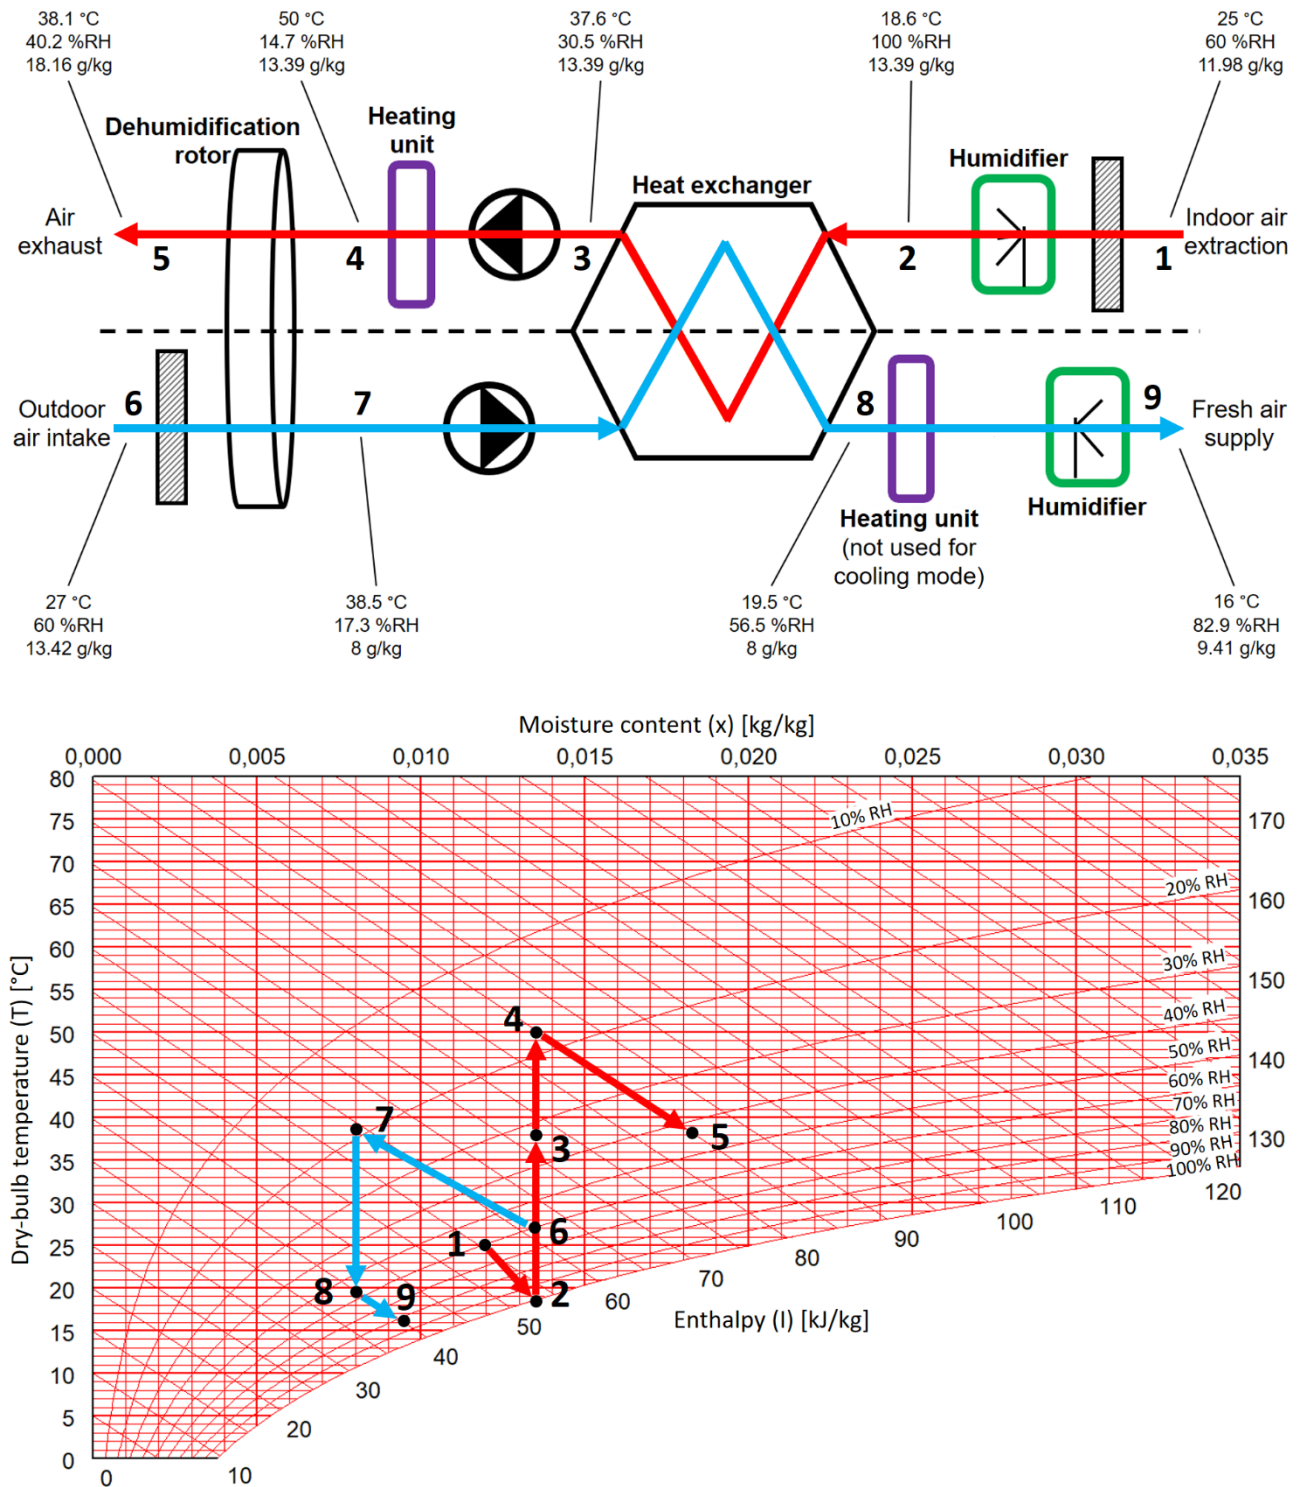 38.1 °C
40.2 %RH
18.16 g/kg
50 °C
14.7 %RH
13.39 g/kg
37.6 °C
30.5 %RH
13.39 g/kg
18.6 °C
100 %RH
13.39 g/kg
25 °C
60 %RH
11.98 g/kg
Dehumidification
rotor
Heating
unit
Heat exchanger
Humidifier
Air
exhaust
Indoor air
extraction
5
4
3
2
1
6
7
8
9
Outdoor
air intake
Fresh air
supply
Heating unit
(not used for
cooling mode)
Humidifier
27 °C
60 %RH
13.42 g/kg
38.5 °C
17.3 %RH
8 g/kg
19.5 °C
56.5 %RH
8 g/kg
16 °C
82.9 %RH
9.41 g/kg
Moisture content (x) [kg/kg]
0,000 0,005 0,010 0,015 0,020 0,025 0,030 0,035
80
75
70
65
60
55
50
45
40
35
30
25
20
15
10
5
0
Dry-bulb temperature (T) [°C]
10% RH
20% RH
30% RH
40% RH
50% RH
60% RH
70% RH
80% RH
90% RH
100% RH
170
160
150
140
130
120
110
100
90
80
70
60
50
40
30
20
10
0
Enthalpy (I) [kJ/kg]
4
7
5
3
6
1
8
9
2